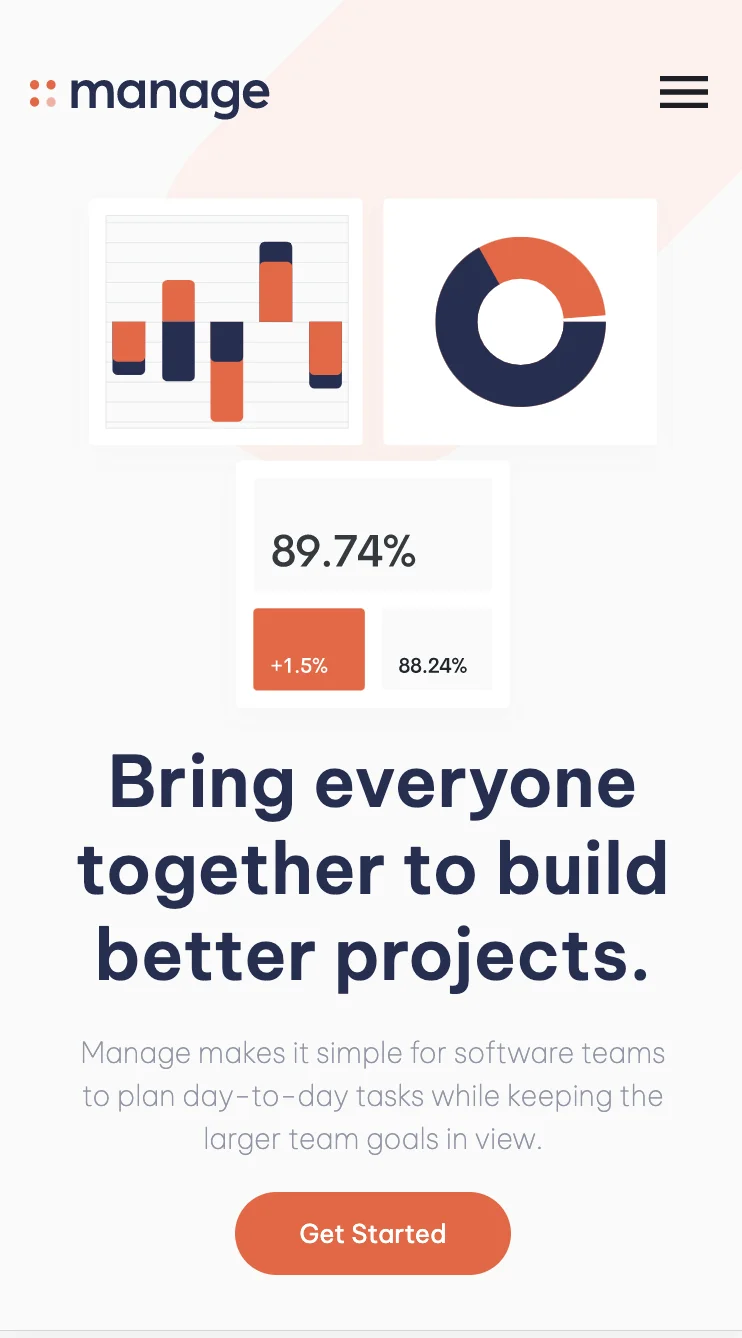 manage
89.74%
+1.5%
88.24%
Bring everyone
together to build
better projects.
Manage makes it simple for software teams
to plan day-to-day tasks while keeping the
larger team goals in view.
Get Started